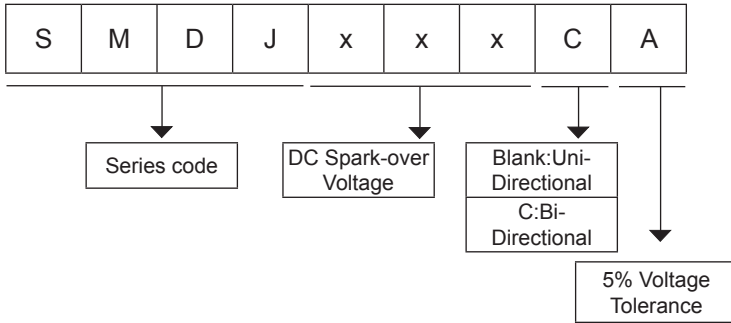 S M D J x x x C A
Series code
DC Spark-over
Voltage
Blank:Uni-
Directional
C:Bi-
Directional
5% Voltage
Tolerance